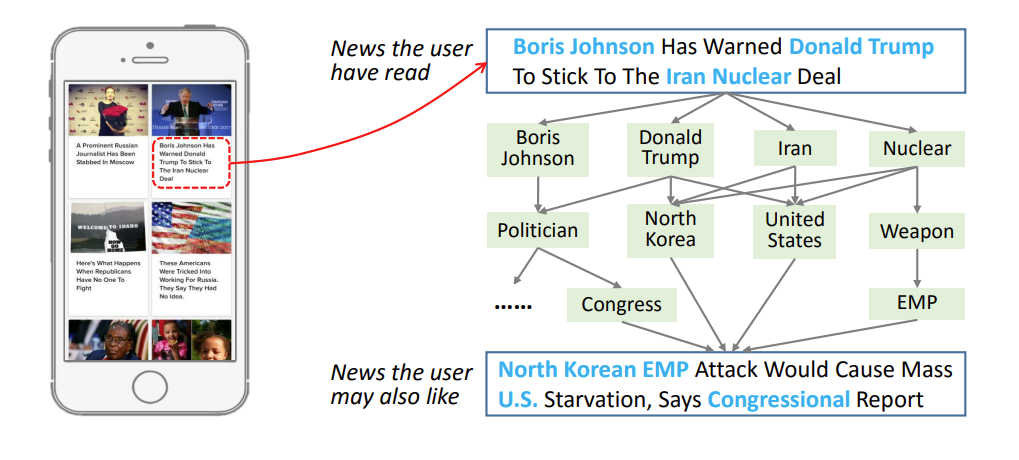 News the user
have read
Boris Johnson Has Warned Donald Trump
To Stick To The Iran Nuclear Deal
A Prominent Russian
Journalist Has Been
Stabbed In Moscow
Boris Johnson Has
Warned Donald
Trump To Stick To
The Iran Nuclear
Deal
WELCOME TO IDAHO
NOW
GO
HOME
Here's What Happens
When Republicans
Have No One To
Fight
These Americans
Were Tricked Into
Working For Russia.
They Say They Had
No Idea.
Boris
Johnson
Donald
Trump
Iran
Nuclear
Politician
North
Korea
United
States
Weapon
......
Congress
EMP
News the user
may also like
North Korean EMP Attack Would Cause Mass
U.S. Starvation, Says Congressional Report